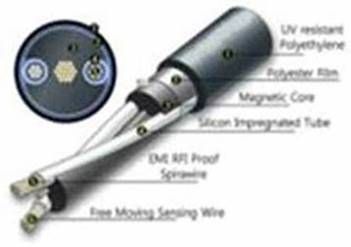 UV resistant
Polyethylene
Polyester Film
Magnetic Core
Silicon Impregnated Tube
EMI RFI Proof
Spirawire
Free Moving Sensing Wire